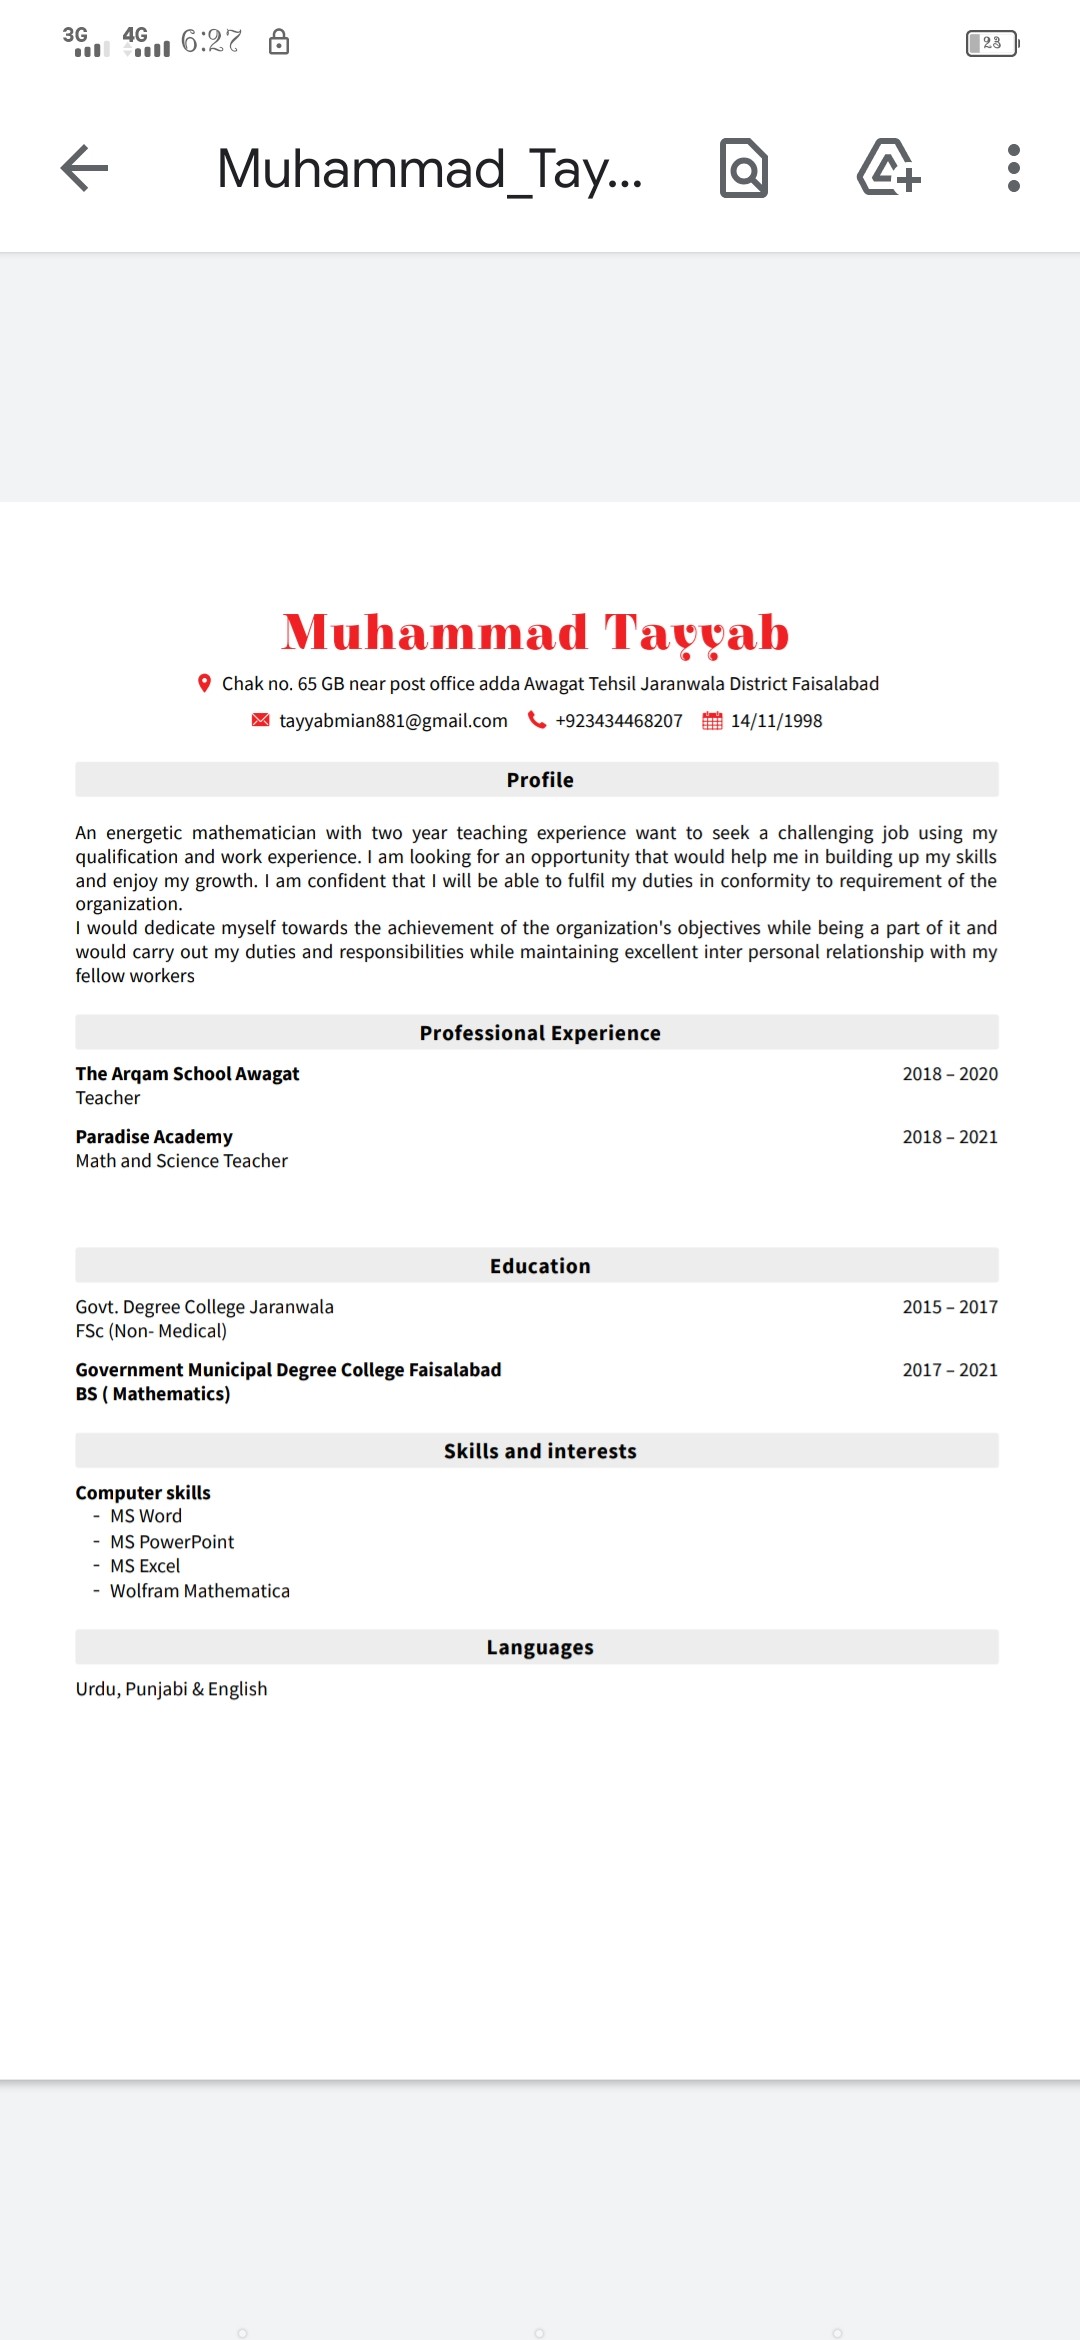 3G 4G 6:27 23
Muhammad_Tay...
Muhammad Tayyab
Chak no. 65 GB near post office adda Awagat Tehsil Jaranwala District Faisalabad
tayyabmian881@gmail.com +923434468207 14/11/1998
Profile
An energetic mathematician with two year teaching experience want to seek a challenging job using my
qualification and work experience. I am looking for an opportunity that would help me in building up my skills
and enjoy my growth. I am confident that I will be able to fulfil my duties in conformity to requirement of the
organization.
I would dedicate myself towards the achievement of the organization's objectives while being a part of it and
would carry out my duties and responsibilities while maintaining excellent inter personal relationship with my
fellow workers
Professional Experience
The Arqam School Awagat 2018 – 2020
Teacher
Paradise Academy 2018 – 2021
Math and Science Teacher
Education
Govt. Degree College Jaranwala 2015 – 2017
FSc (Non- Medical)
Government Municipal Degree College Faisalabad 2017 – 2021
BS ( Mathematics)
Skills and interests
Computer skills
- MS Word
- MS PowerPoint
- MS Excel
- Wolfram Mathematica
Languages
Urdu, Punjabi & English